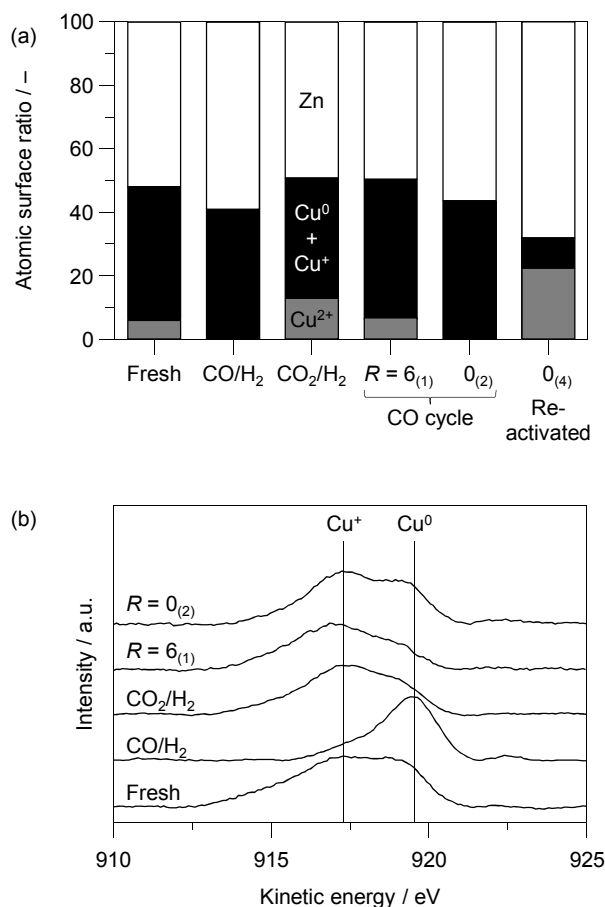 (a)
Atomic surface ratio / –
100
80
60
40
20
0
Zn
Cu⁰
+
Cu⁺
Cu²⁺
Fresh CO/H₂ CO₂/H₂ R = 6₍₁₎ 0₍₂₎ 0₍₄₎
CO cycle Re-
activated
(b)
Cu⁺ Cu⁰
Intensity / a.u.
R = 0₍₂₎
R = 6₍₁₎
CO₂/H₂
CO/H₂
Fresh
910 915 920 925
Kinetic energy / eV